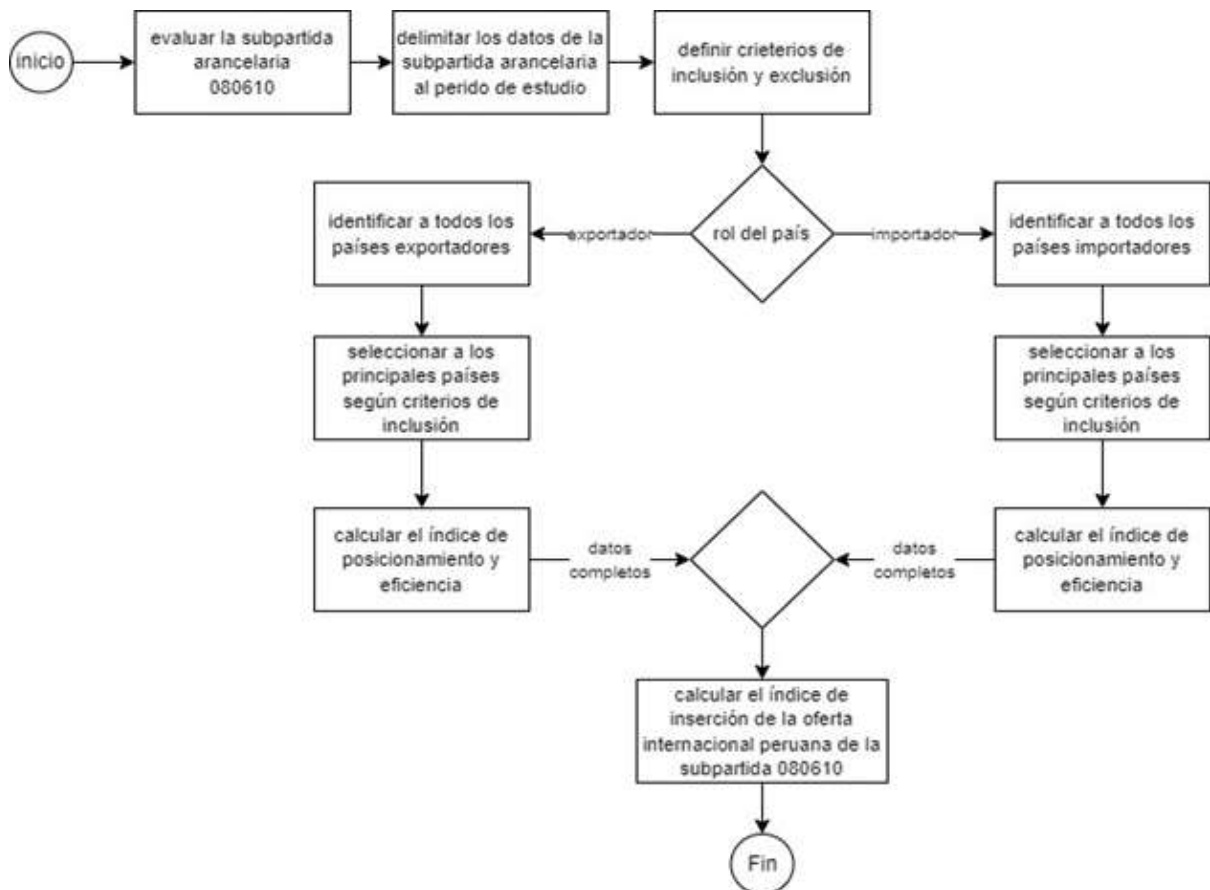 inicio
evaluar la subpartida
arancelaria
080610
delimitar los datos de la
subpartida arancelaria
al perido de estudio
definir crieterios de
inclusión y exclusión
identificar a todos los
países exportadores
exportador
rol del país
importador
identificar a todos los
países importadores
seleccionar a los
principales países
según criterios de
inclusión
seleccionar a los
principales países
según criterios de
inclusión
calcular el índice de
posicionamiento y
eficiencia
datos
completos
datos
completos
calcular el índice de
posicionamiento y
eficiencia
calcular el índice de
inserción de la oferta
internacional peruana de la
subpartida 080610
Fin